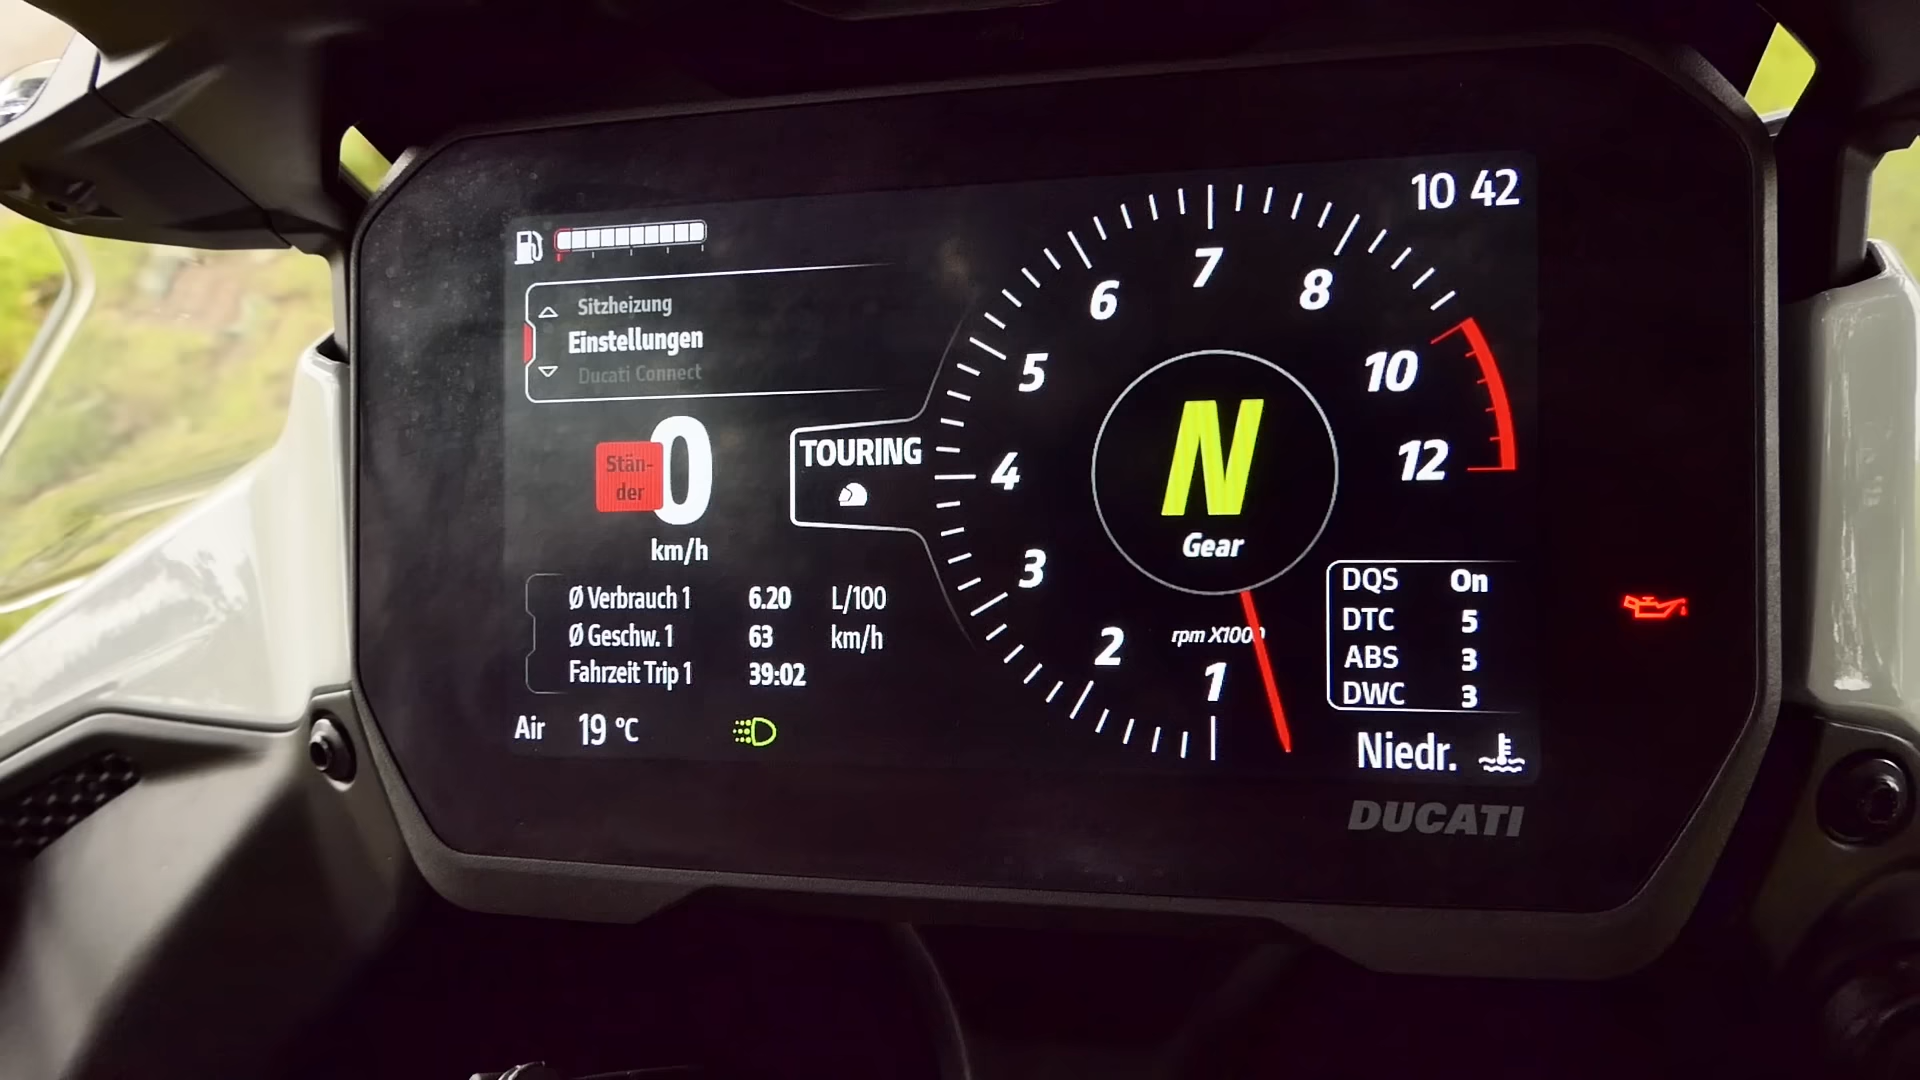 10 42
Sitzheizung
Einstellungen
Ducati Connect
Stän-
der
0
km/h
TOURING
Ø Verbrauch 1 6.20 L/100
Ø Geschw. 1 63 km/h
Fahrzeit Trip 1 39:02
Air 19 °C
1
2
3
4
5
6
7
8
10
12
N
Gear
rpm X1000
DQS On
DTC 5
ABS 3
DWC 3
Niedr.
DUCATI